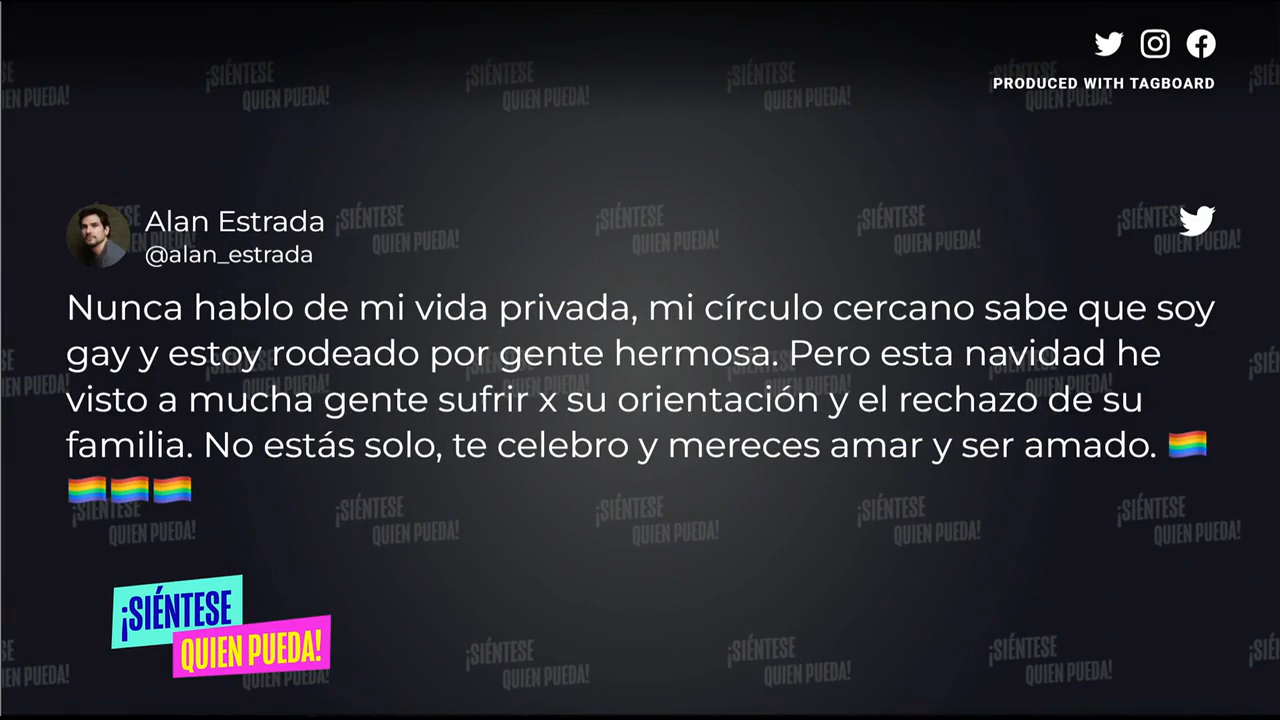 PRODUCED WITH TAGBOARD
Alan Estrada
@alan_estrada
Nunca hablo de mi vida privada, mi círculo cercano sabe que soy
gay y estoy rodeado por gente hermosa. Pero esta navidad he
visto a mucha gente sufrir x su orientación y el rechazo de su
familia. No estás solo, te celebro y mereces amar y ser amado. 🏳️‍🌈
🏳️‍🌈🏳️‍🌈🏳️‍🌈
¡SIÉNTESE
QUIEN PUEDA!